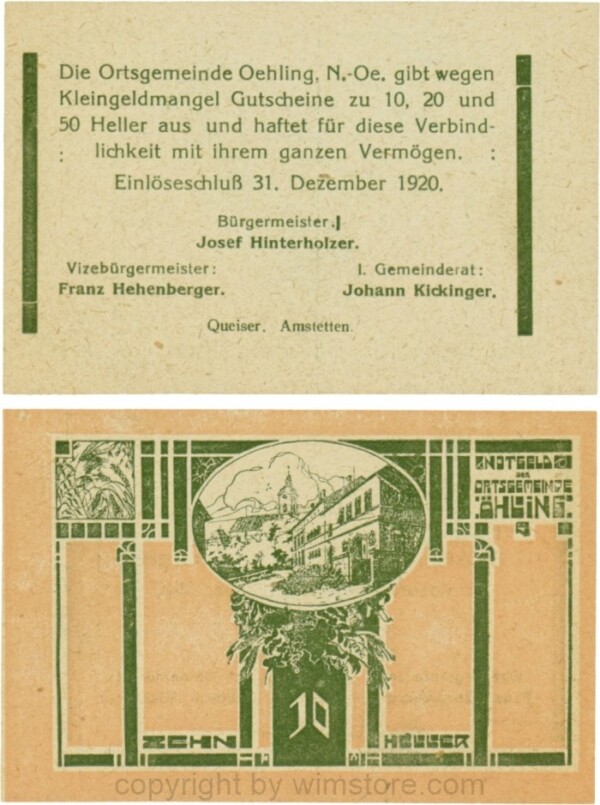 Die Ortsgemeinde Oehling, N.-Oe. gibt wegen
Kleingeldmangel Gutscheine zu 10, 20 und
50 Heller aus und haftet für diese Verbind-
: lichkeit mit ihrem ganzen Vermögen. :
Einlöseschluß 31. Dezember 1920.
Bürgermeister:
Josef Hinterholzer.
Vizebürgermeister: I. Gemeinderat:
Franz Hehenberger. Johann Kickinger.
Queiser, Amstetten.
NOTGELD
DER
ORTSGEMEINDE
ÖHLING
10
ZEHN HELLER
copyright by wimstore.com